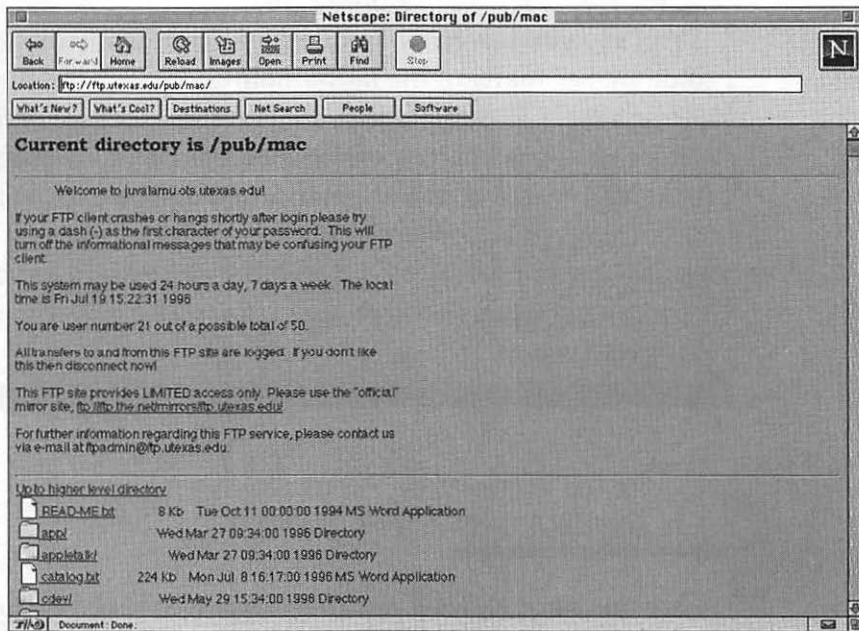 Netscape: Directory of /pub/mac
Back Forward Home Reload Images Open Print Find Stop
N
Location: ftp://ftp.utexas.edu/pub/mac/
What's New? What's Cool? Destinations Net Search People Software
Current directory is /pub/mac
Welcome to juvalamu.ots.utexas.edu!
If your FTP client crashes or hangs shortly after login please try
using a dash (-) as the first character of your password. This will
turn off the informational messages that may be confusing your FTP
client.
This system may be used 24 hours a day, 7 days a week. The local
time is Fri Jul 19 15:22:31 1996
You are user number 21 out of a possible total of 50.
All transfers to and from this FTP site are logged. If you don't like
this then disconnect now!
This FTP site provides LIMITED access only. Please use the "official"
mirror site, ftp://ftp.the.net/mirrors/ftp.utexas.edu/
For further information regarding this FTP service, please contact us
via e-mail at ftpadmin@ftp.utexas.edu.
Up to higher level directory
READ-ME.txt 8 Kb Tue Oct 11 00:00:00 1994 MS Word Application
app/ Wed Mar 27 09:34:00 1996 Directory
appletalk/ Wed Mar 27 09:34:00 1996 Directory
catalog.txt 224 Kb Mon Jul 8 16:17:00 1996 MS Word Application
cdev/ Wed May 29 15:34:00 1996 Directory
Document: Done.